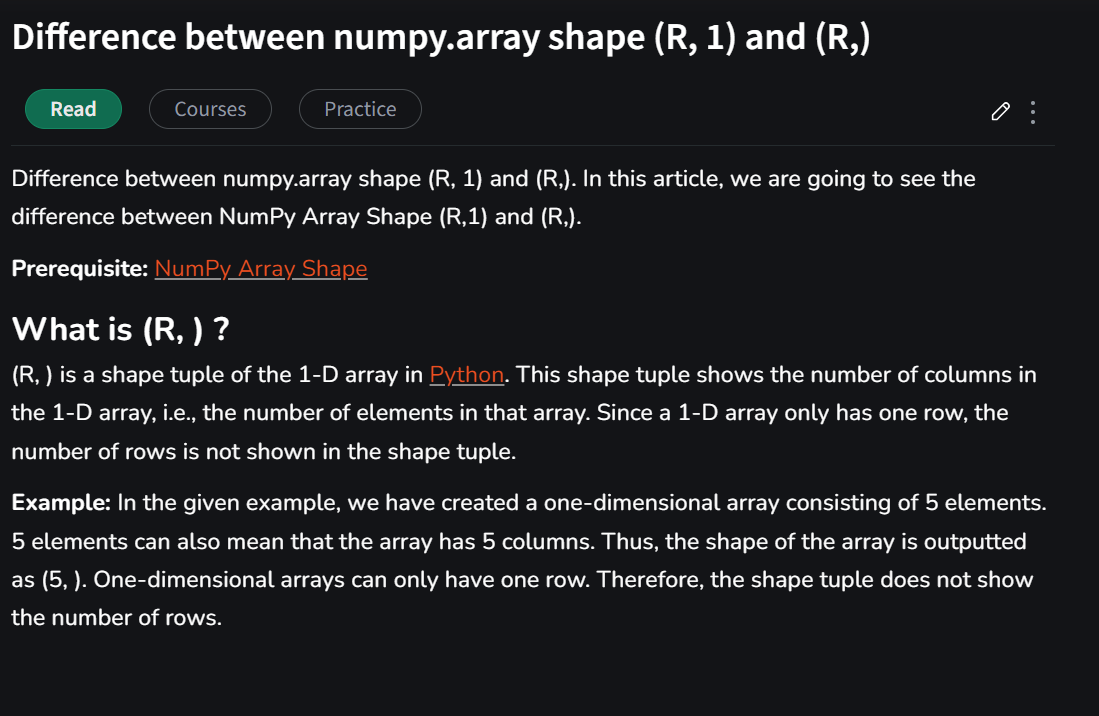 Difference between numpy.array shape (R, 1) and (R,)
Read
Courses
Practice
Difference between numpy.array shape (R, 1) and (R,). In this article, we are going to see the
difference between NumPy Array Shape (R,1) and (R,).
Prerequisite: NumPy Array Shape
What is (R, ) ?
(R, ) is a shape tuple of the 1-D array in Python. This shape tuple shows the number of columns in
the 1-D array, i.e., the number of elements in that array. Since a 1-D array only has one row, the
number of rows is not shown in the shape tuple.
Example: In the given example, we have created a one-dimensional array consisting of 5 elements.
5 elements can also mean that the array has 5 columns. Thus, the shape of the array is outputted
as (5, ). One-dimensional arrays can only have one row. Therefore, the shape tuple does not show
the number of rows.